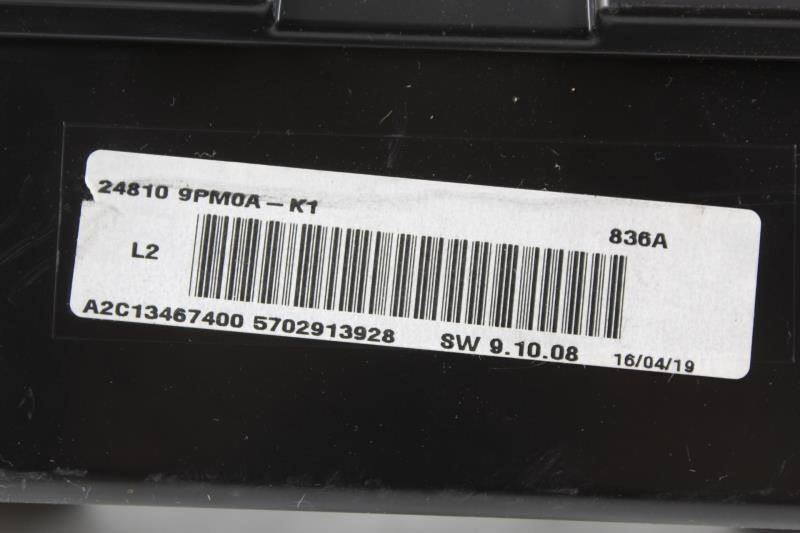 24810 9PM0A - K1
836A
L2
A2C13467400 5702913928 SW 9.10.08 16/04/19